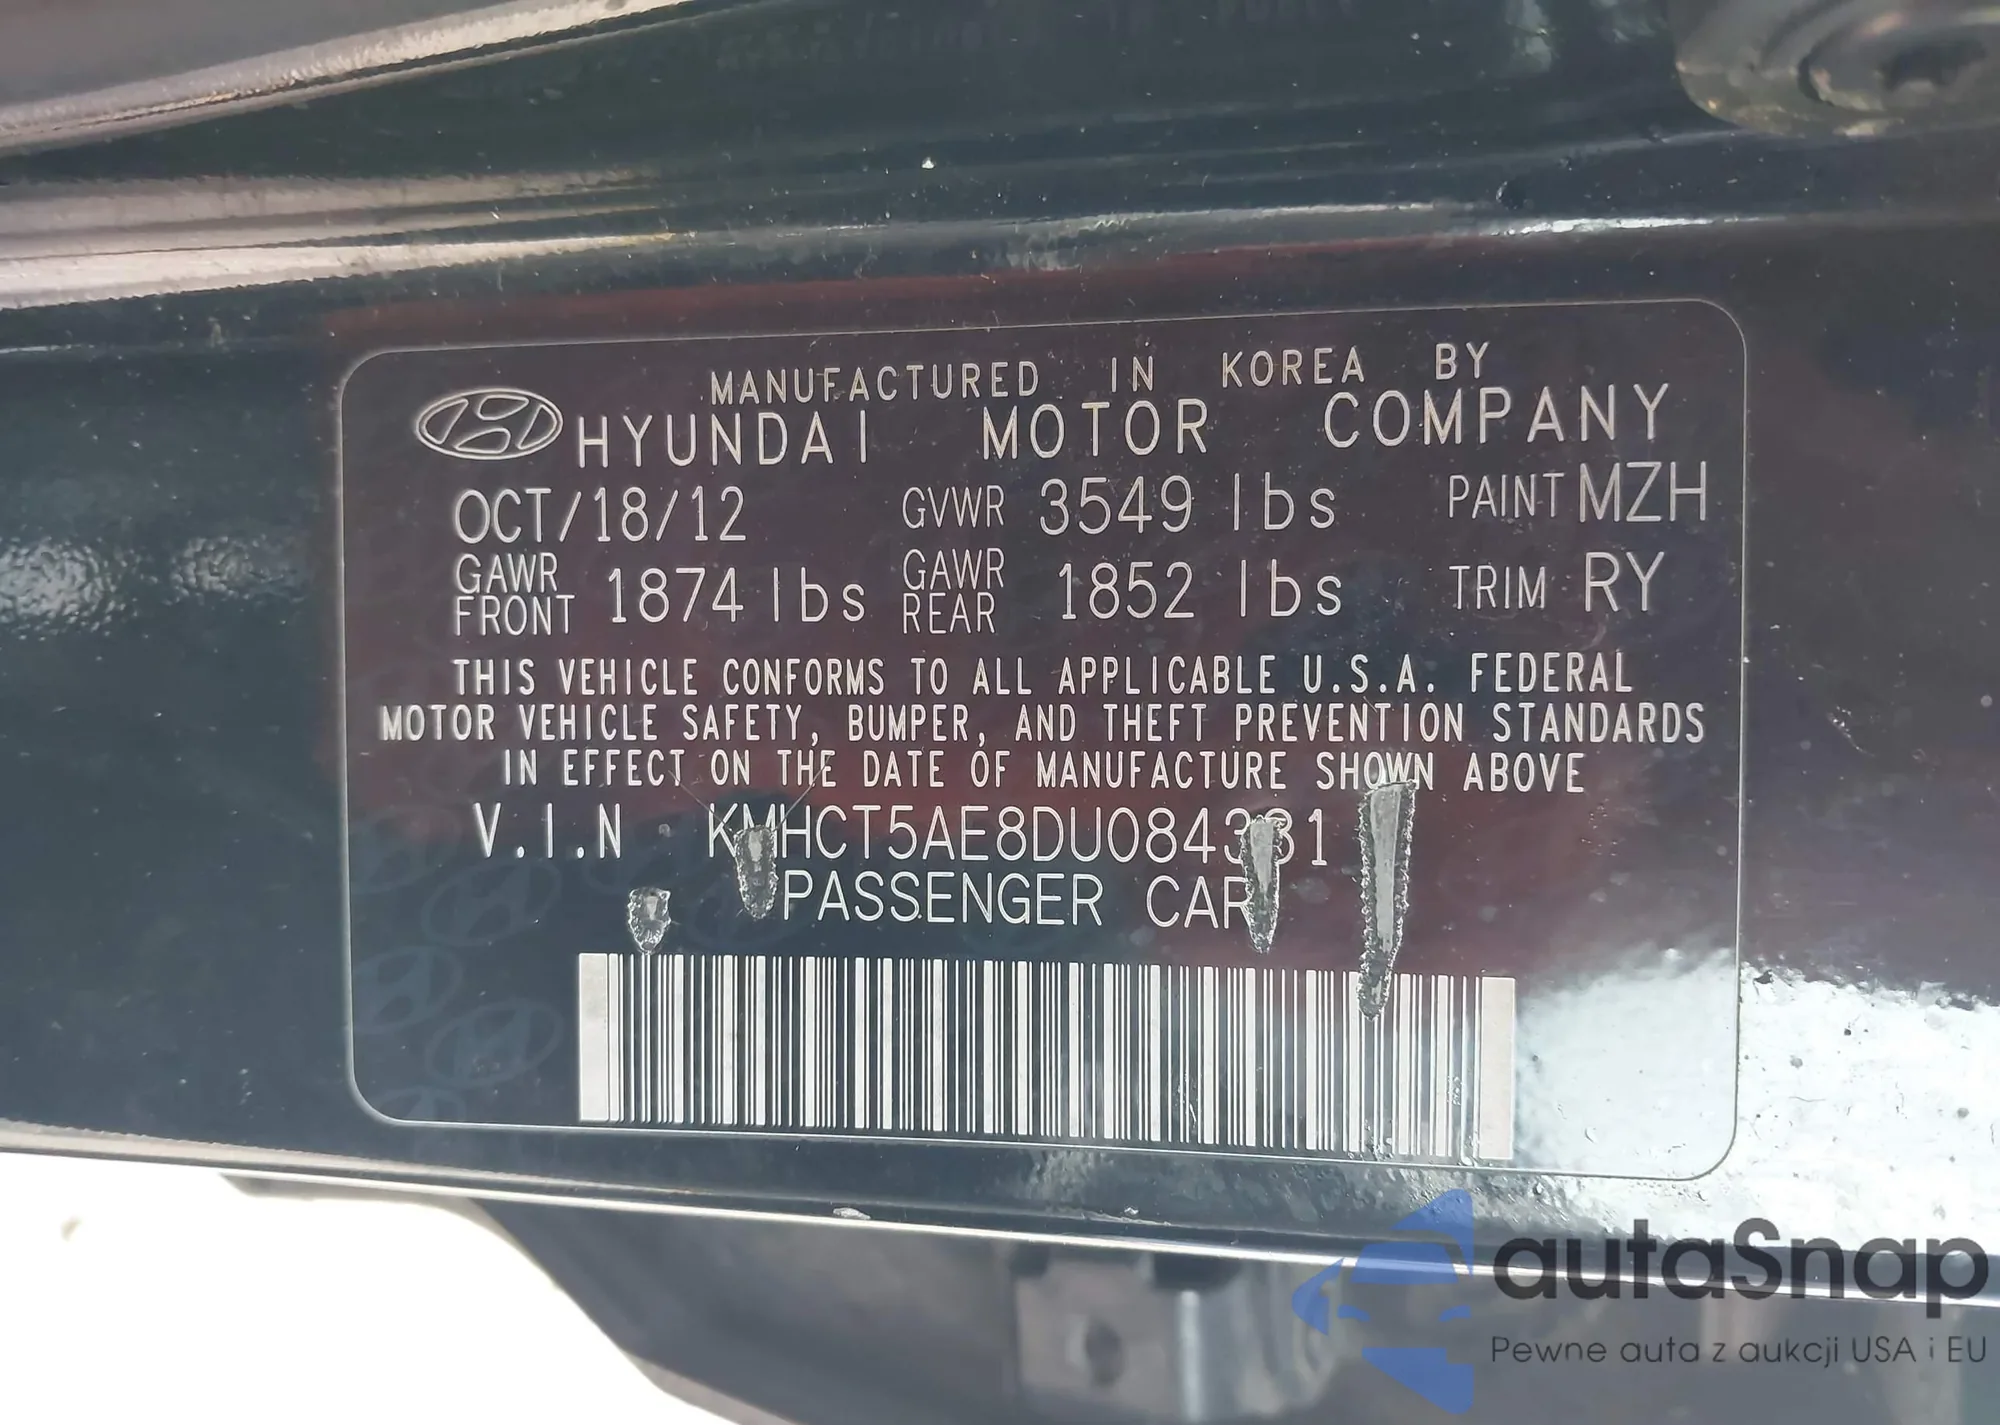 MANUFACTURED IN KOREA BY
HYUNDAI MOTOR COMPANY
OCT/18/12 GVWR 3549 lbs PAINT MZH
GAWR FRONT 1874 lbs GAWR REAR 1852 lbs TRIM RY
THIS VEHICLE CONFORMS TO ALL APPLICABLE U.S.A. FEDERAL
MOTOR VEHICLE SAFETY, BUMPER, AND THEFT PREVENTION STANDARDS
IN EFFECT ON THE DATE OF MANUFACTURE SHOWN ABOVE
V.I.N KMHCT5AE8DU084381
PASSENGER CAR
autaSnap
Pewne auta z aukcji USA i EU